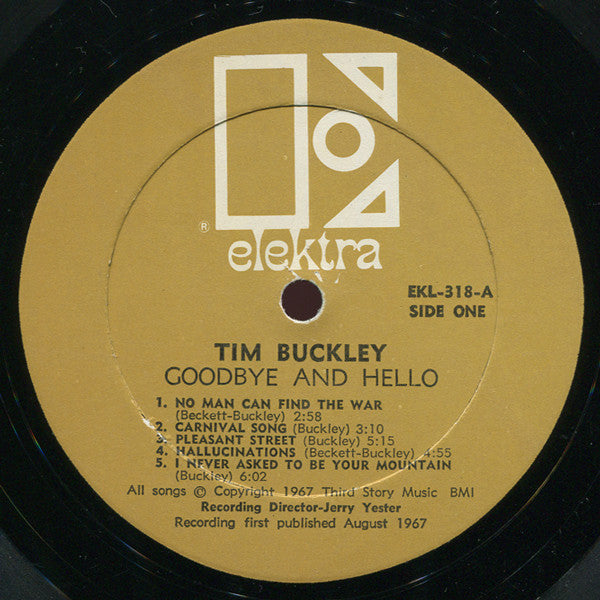 ®
elektra
EKL-318-A
SIDE ONE
TIM BUCKLEY
GOODBYE AND HELLO
1. NO MAN CAN FIND THE WAR
(Beckett-Buckley) 2:58
2. CARNIVAL SONG (Buckley) 3:10
3. PLEASANT STREET (Buckley) 5:15
4. HALLUCINATIONS (Beckett-Buckley) 4:55
5. I NEVER ASKED TO BE YOUR MOUNTAIN
(Buckley) 6:02
All songs © Copyright 1967 Third Story Music BMI
Recording Director-Jerry Yester
Recording first published August 1967